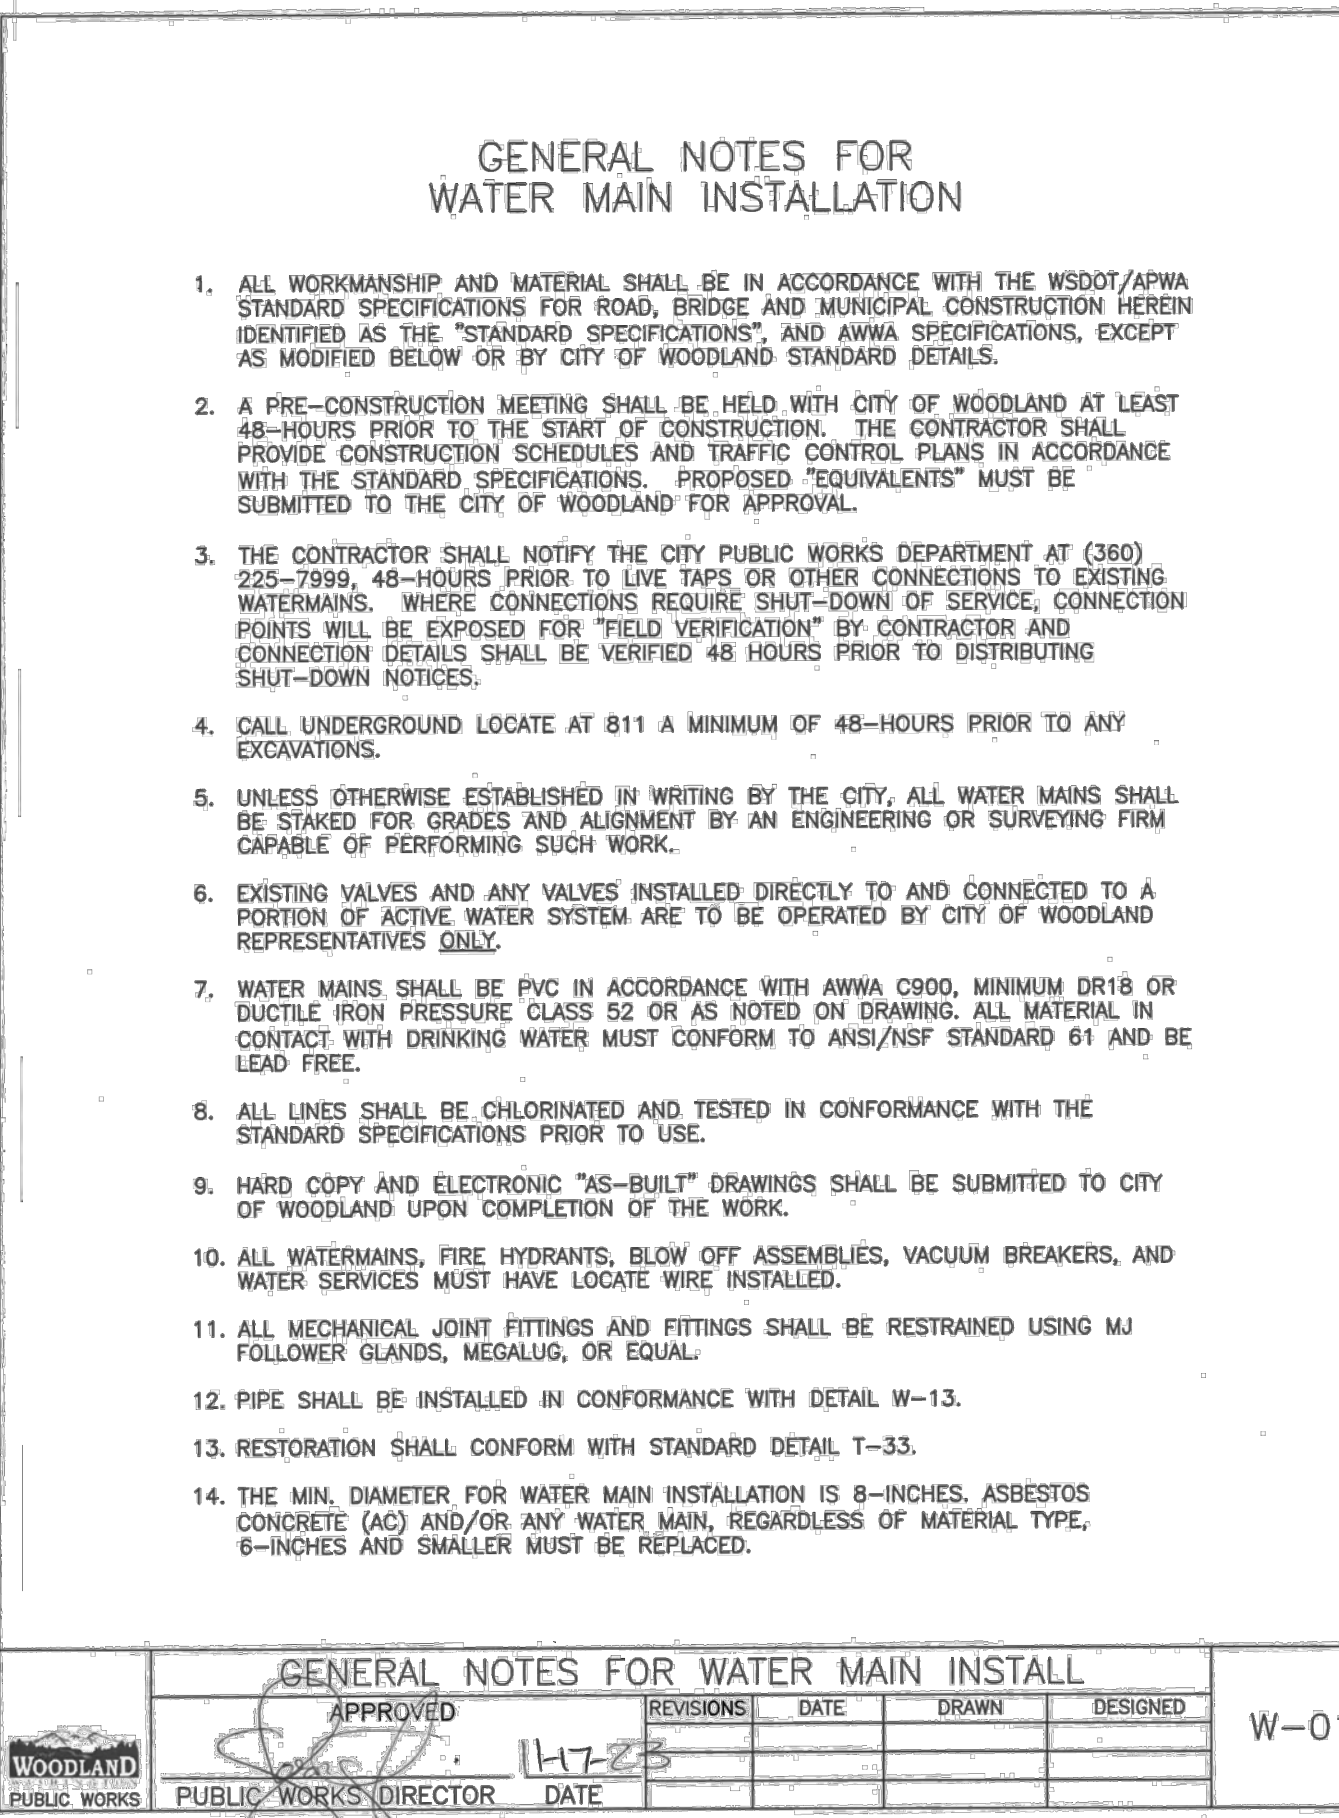 GENERAL NOTES FOR
WATER MAIN INSTALLATION
1. ALL WORKMANSHIP AND MATERIAL SHALL BE IN ACCORDANCE WITH THE WSDOT/APWA
STANDARD SPECIFICATIONS FOR ROAD, BRIDGE AND MUNICIPAL CONSTRUCTION HEREIN
IDENTIFIED AS THE "STANDARD SPECIFICATIONS", AND AWWA SPECIFICATIONS, EXCEPT
AS MODIFIED BELOW OR BY CITY OF WOODLAND STANDARD DETAILS.
2. A PRE-CONSTRUCTION MEETING SHALL BE HELD WITH CITY OF WOODLAND AT LEAST
48-HOURS PRIOR TO THE START OF CONSTRUCTION. THE CONTRACTOR SHALL
PROVIDE CONSTRUCTION SCHEDULES AND TRAFFIC CONTROL PLANS IN ACCORDANCE
WITH THE STANDARD SPECIFICATIONS. PROPOSED "EQUIVALENTS" MUST BE
SUBMITTED TO THE CITY OF WOODLAND FOR APPROVAL.
3. THE CONTRACTOR SHALL NOTIFY THE CITY PUBLIC WORKS DEPARTMENT AT (360)
225-7999, 48-HOURS PRIOR TO LIVE TAPS OR OTHER CONNECTIONS TO EXISTING
WATERMAINS. WHERE CONNECTIONS REQUIRE SHUT-DOWN OF SERVICE, CONNECTION
POINTS WILL BE EXPOSED FOR "FIELD VERIFICATION" BY CONTRACTOR AND
CONNECTION DETAILS SHALL BE VERIFIED 48 HOURS PRIOR TO DISTRIBUTING
SHUT-DOWN NOTICES.
4. CALL UNDERGROUND LOCATE AT 811 A MINIMUM OF 48-HOURS PRIOR TO ANY
EXCAVATIONS.
5. UNLESS OTHERWISE ESTABLISHED IN WRITING BY THE CITY, ALL WATER MAINS SHALL
BE STAKED FOR GRADES AND ALIGNMENT BY AN ENGINEERING OR SURVEYING FIRM
CAPABLE OF PERFORMING SUCH WORK.
6. EXISTING VALVES AND ANY VALVES INSTALLED DIRECTLY TO AND CONNECTED TO A
PORTION OF ACTIVE WATER SYSTEM ARE TO BE OPERATED BY CITY OF WOODLAND
REPRESENTATIVES ONLY.
7. WATER MAINS SHALL BE PVC IN ACCORDANCE WITH AWWA C900, MINIMUM DR18 OR
DUCTILE IRON PRESSURE CLASS 52 OR AS NOTED ON DRAWING. ALL MATERIAL IN
CONTACT WITH DRINKING WATER MUST CONFORM TO ANSI/NSF STANDARD 61 AND BE
LEAD FREE.
8. ALL LINES SHALL BE CHLORINATED AND TESTED IN CONFORMANCE WITH THE
STANDARD SPECIFICATIONS PRIOR TO USE.
9. HARD COPY AND ELECTRONIC "AS-BUILT" DRAWINGS SHALL BE SUBMITTED TO CITY
OF WOODLAND UPON COMPLETION OF THE WORK.
10. ALL WATERMAINS, FIRE HYDRANTS, BLOW OFF ASSEMBLIES, VACUUM BREAKERS, AND
WATER SERVICES MUST HAVE LOCATE WIRE INSTALLED.
11. ALL MECHANICAL JOINT FITTINGS AND FITTINGS SHALL BE RESTRAINED USING MJ
FOLLOWER GLANDS, MEGALUG, OR EQUAL.
12. PIPE SHALL BE INSTALLED IN CONFORMANCE WITH DETAIL W-13.
13. RESTORATION SHALL CONFORM WITH STANDARD DETAIL T-33.
14. THE MIN. DIAMETER FOR WATER MAIN INSTALLATION IS 8-INCHES. ASBESTOS
CONCRETE (AC) AND/OR ANY WATER MAIN, REGARDLESS OF MATERIAL TYPE,
6-INCHES AND SMALLER MUST BE REPLACED.
GENERAL NOTES FOR WATER MAIN INSTALL
APPROVED
REVISIONS DATE DRAWN DESIGNED
W-0
11-17-23
WOODLAND
PUBLIC WORKS
PUBLIC WORKS DIRECTOR DATE